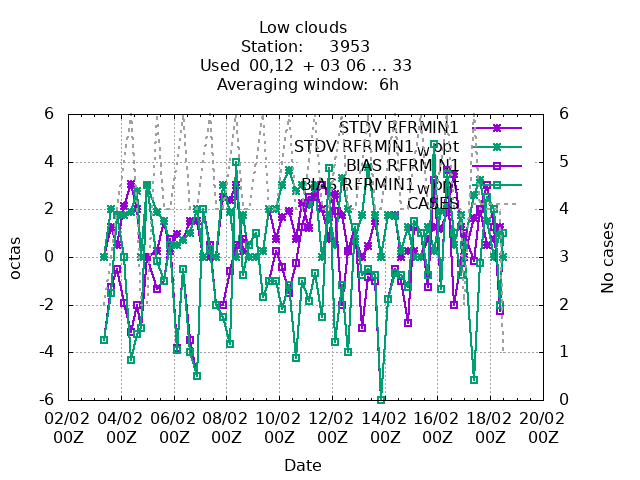 Low clouds
Station: 3953
Used 00,12 + 03 06 ... 33
Averaging window: 6h
STDV RFRMIN1
STDV RFRMIN1_w_opt
BIAS RFRMIN1
BIAS RFRMIN1_w_opt
CASES
6 6
4 5
2 4
0 3
-2 2
-4 1
-6 0
octas
No cases
02/02 04/02 06/02 08/02 10/02 12/02 14/02 16/02 18/02 20/02
00Z 00Z 00Z 00Z 00Z 00Z 00Z 00Z 00Z 00Z
Date